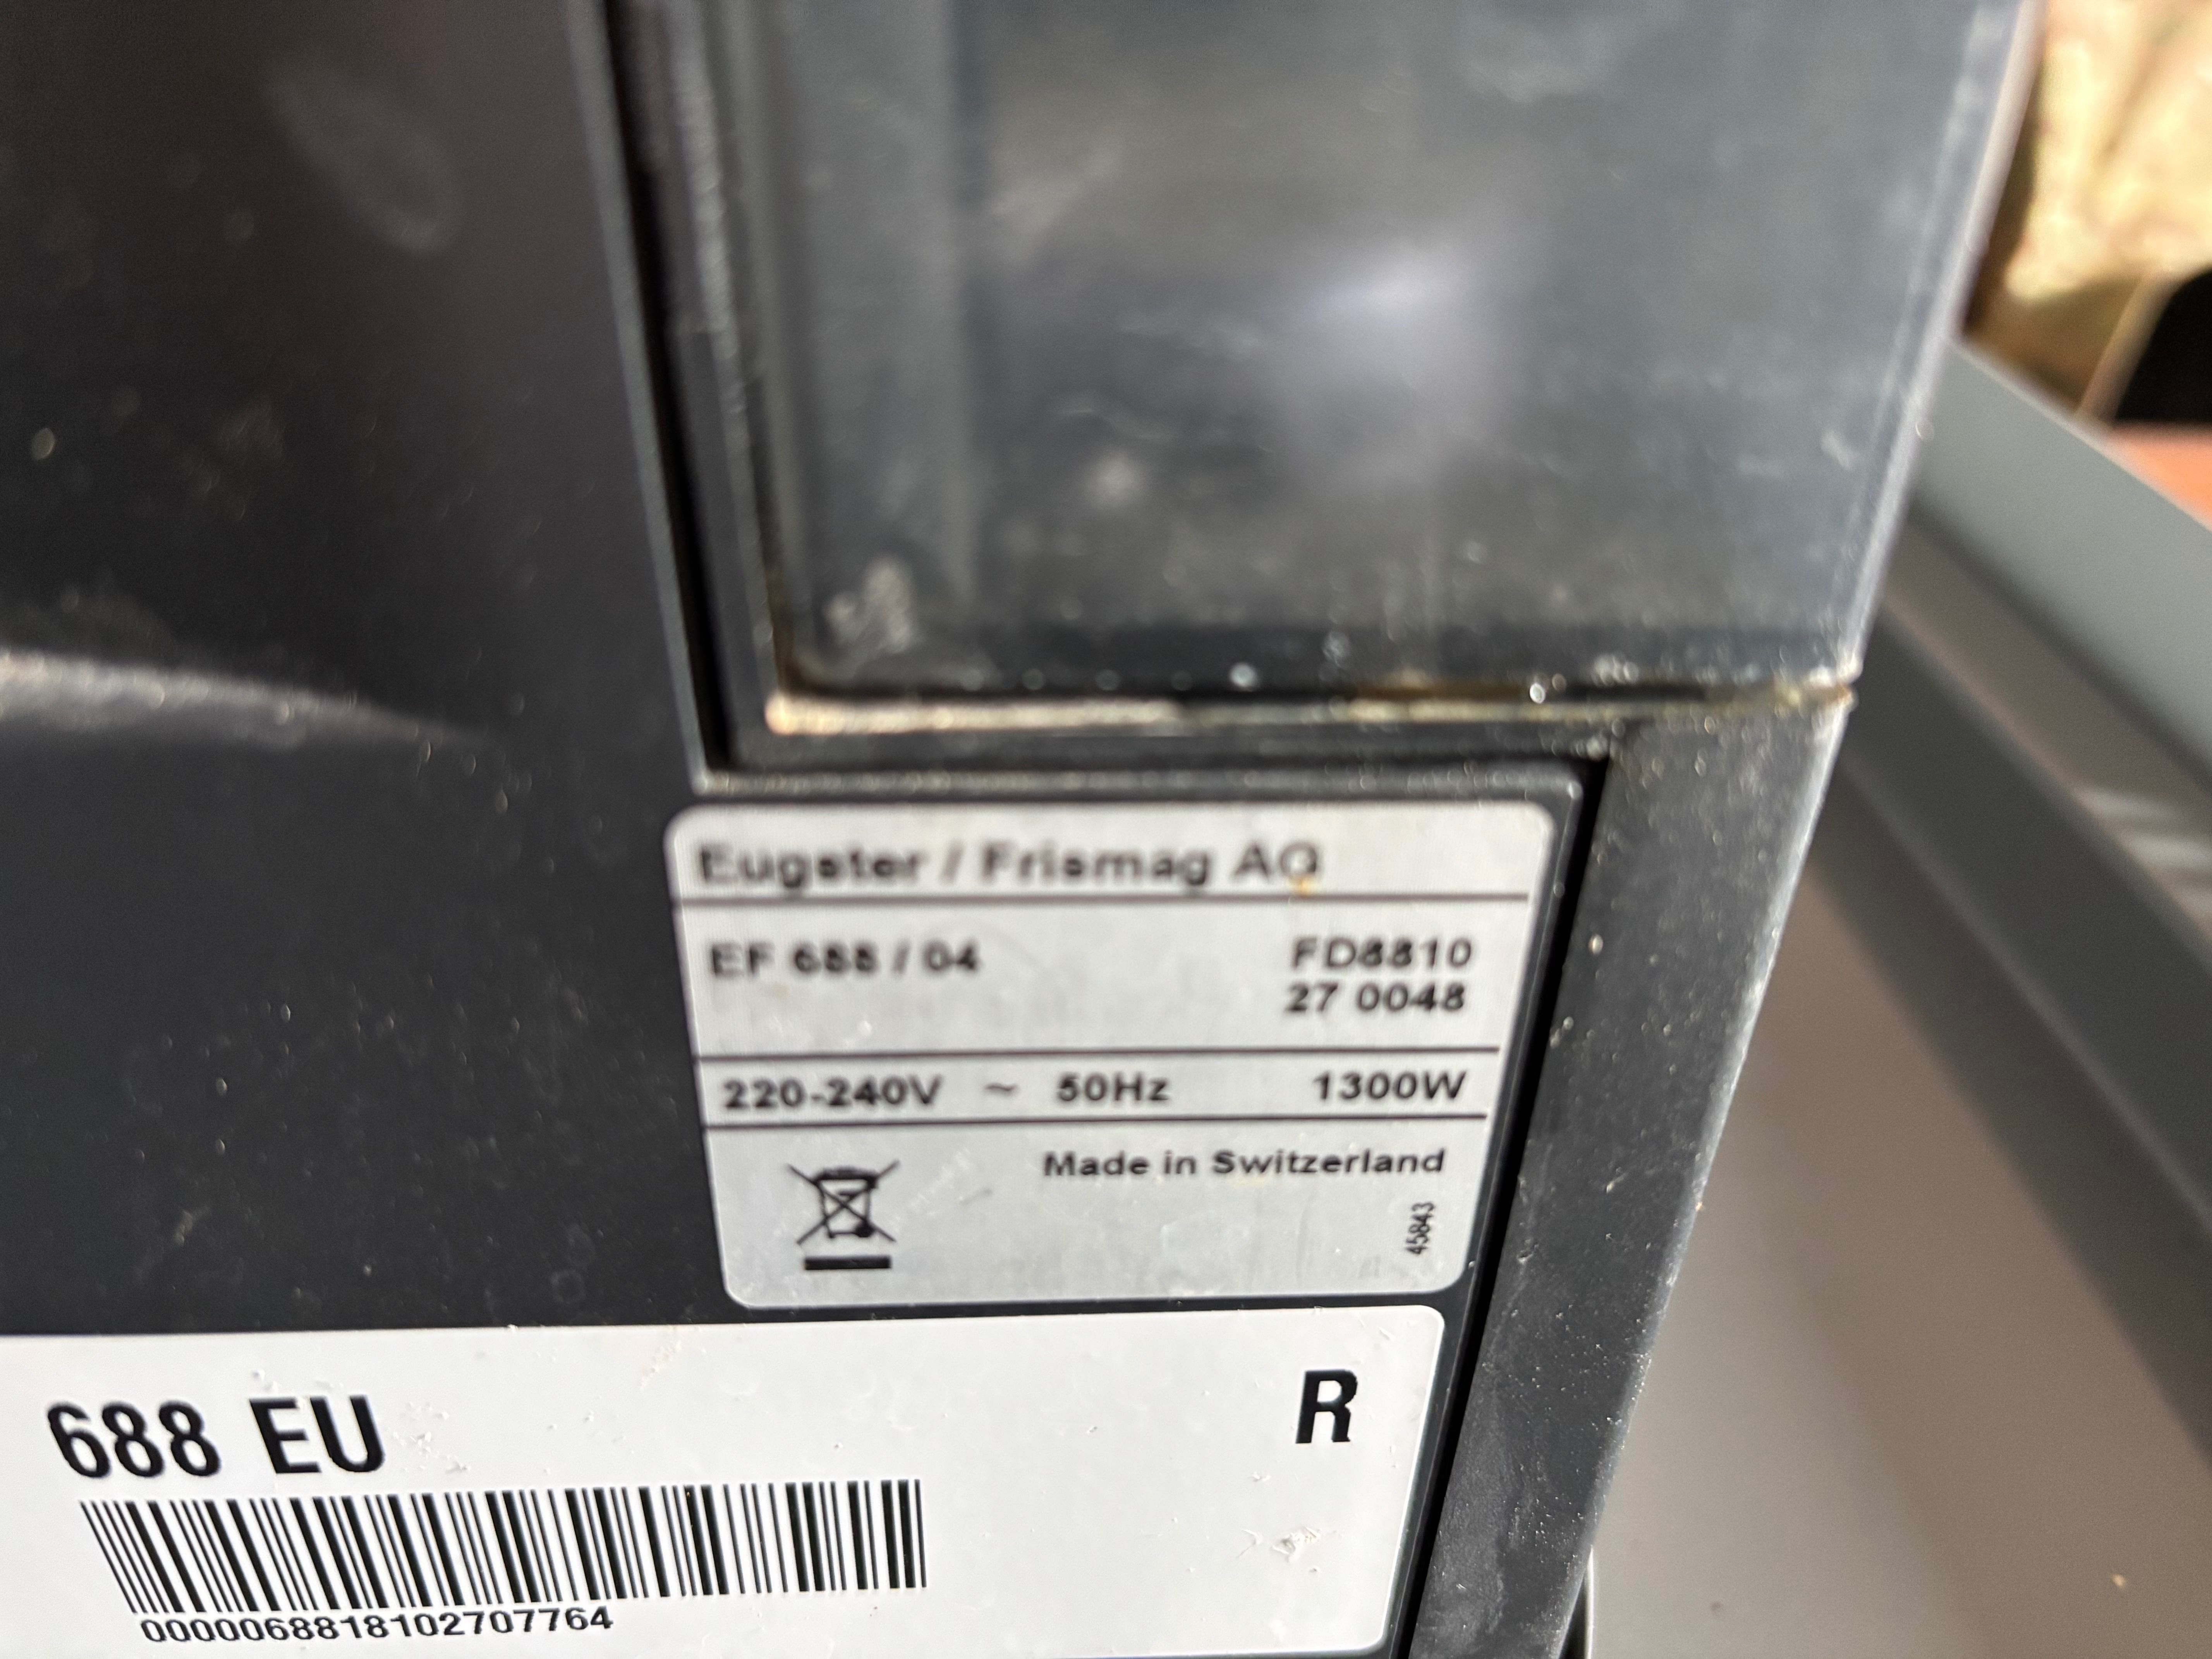 Eugster / Frismag AG
EF 688 / 04 FD8810
27 0048
220-240V ~ 50Hz 1300W
Made in Switzerland
45843
688 EU R
0000068818102707764